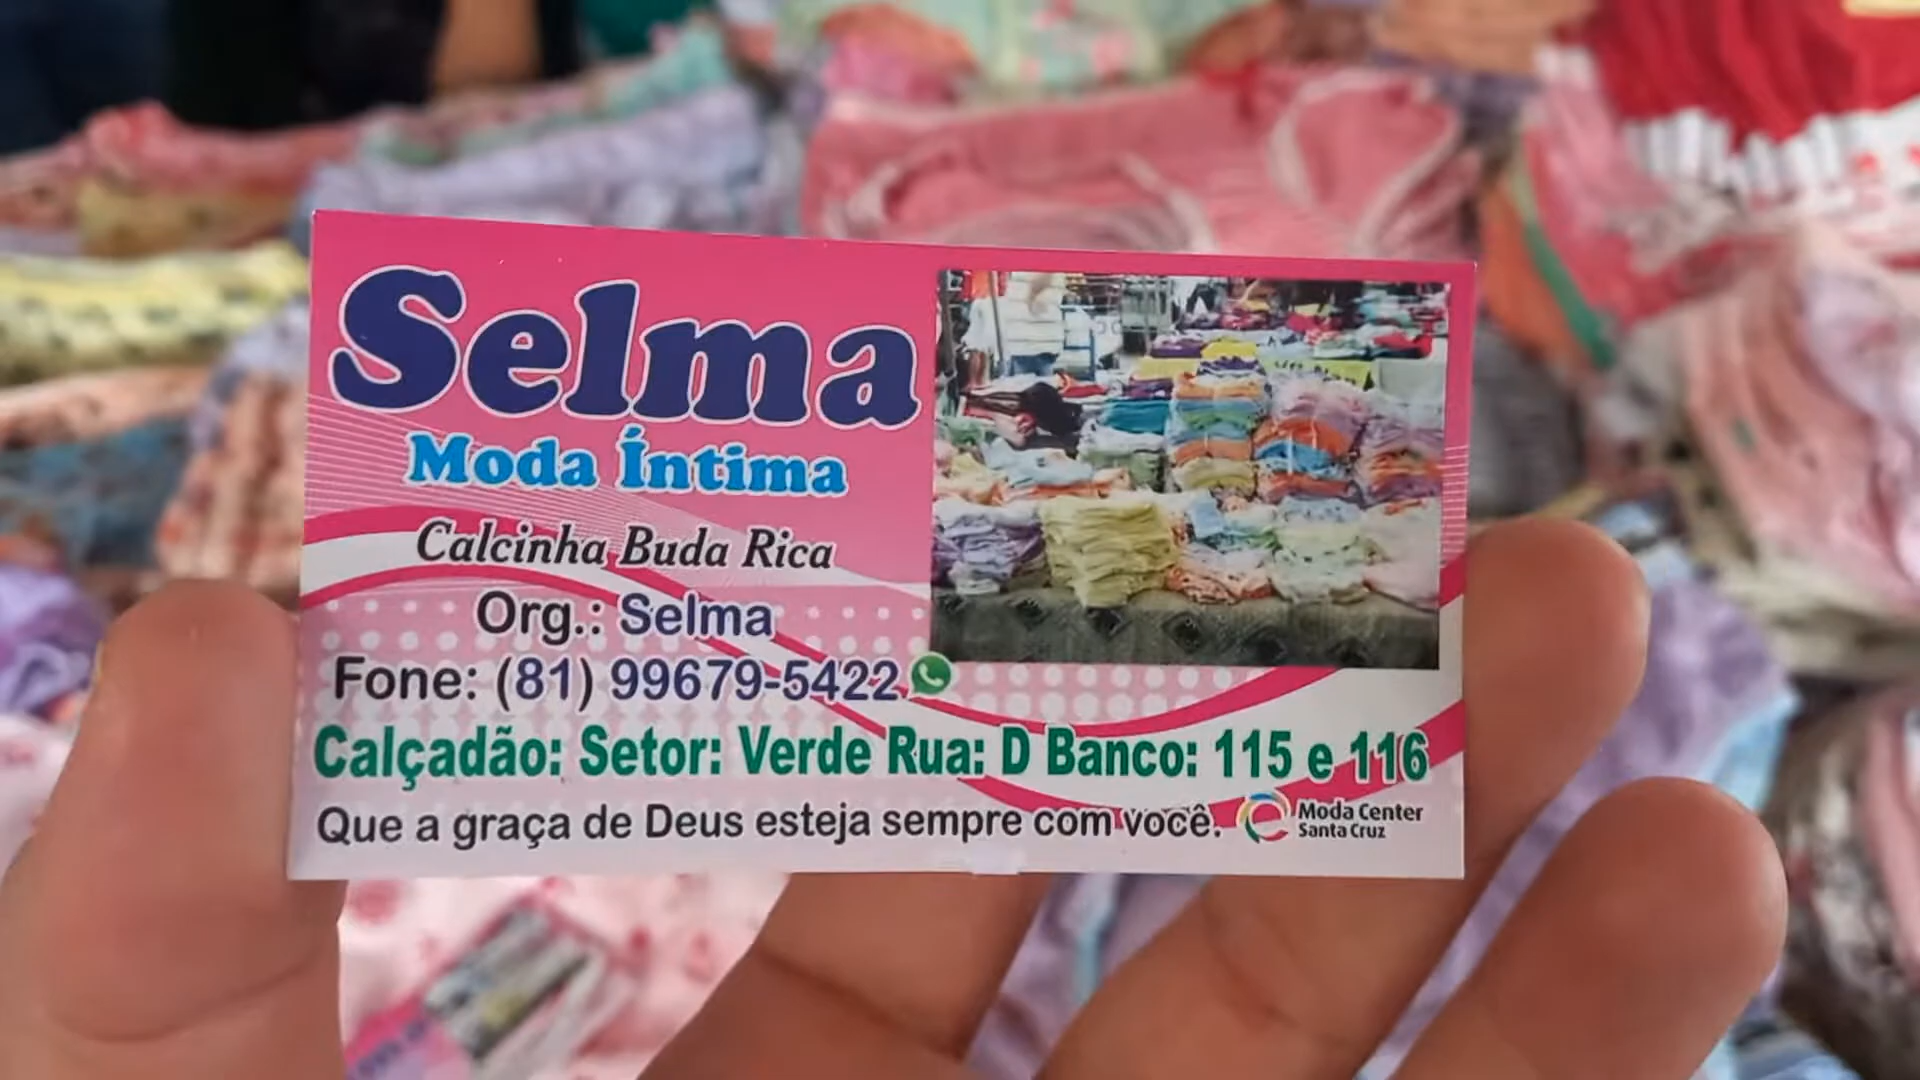 Selma
Moda Íntima
Calcinha Buda Rica
Org.: Selma
Fone: (81) 99679-5422
Calçadão: Setor: Verde Rua: D Banco: 115 e 116
Que a graça de Deus esteja sempre com você.
Moda Center
Santa Cruz